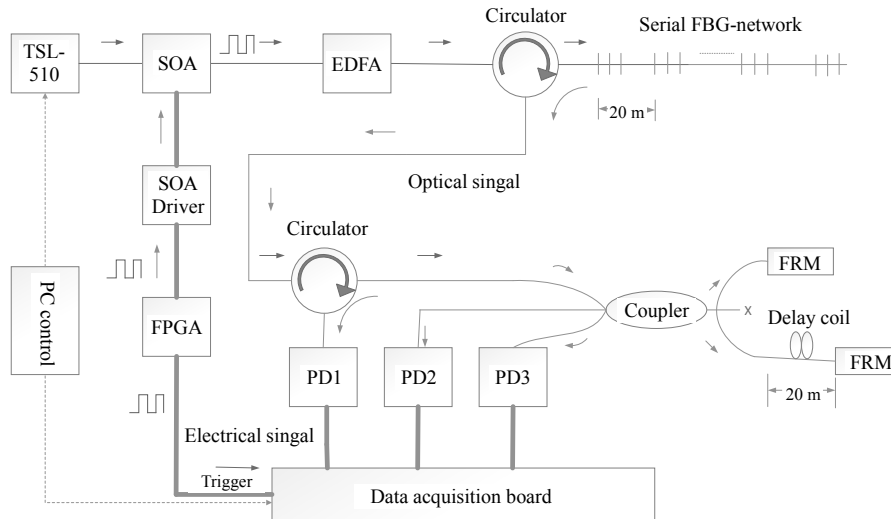 Circulator
Serial FBG-network
TSL-
510
SOA
EDFA
20 m
SOA
Driver
Optical singal
Circulator
PC control
FPGA
FRM
Coupler
x
Delay coil
FRM
PD1
PD2
PD3
20 m
Electrical singal
Trigger
Data acquisition board